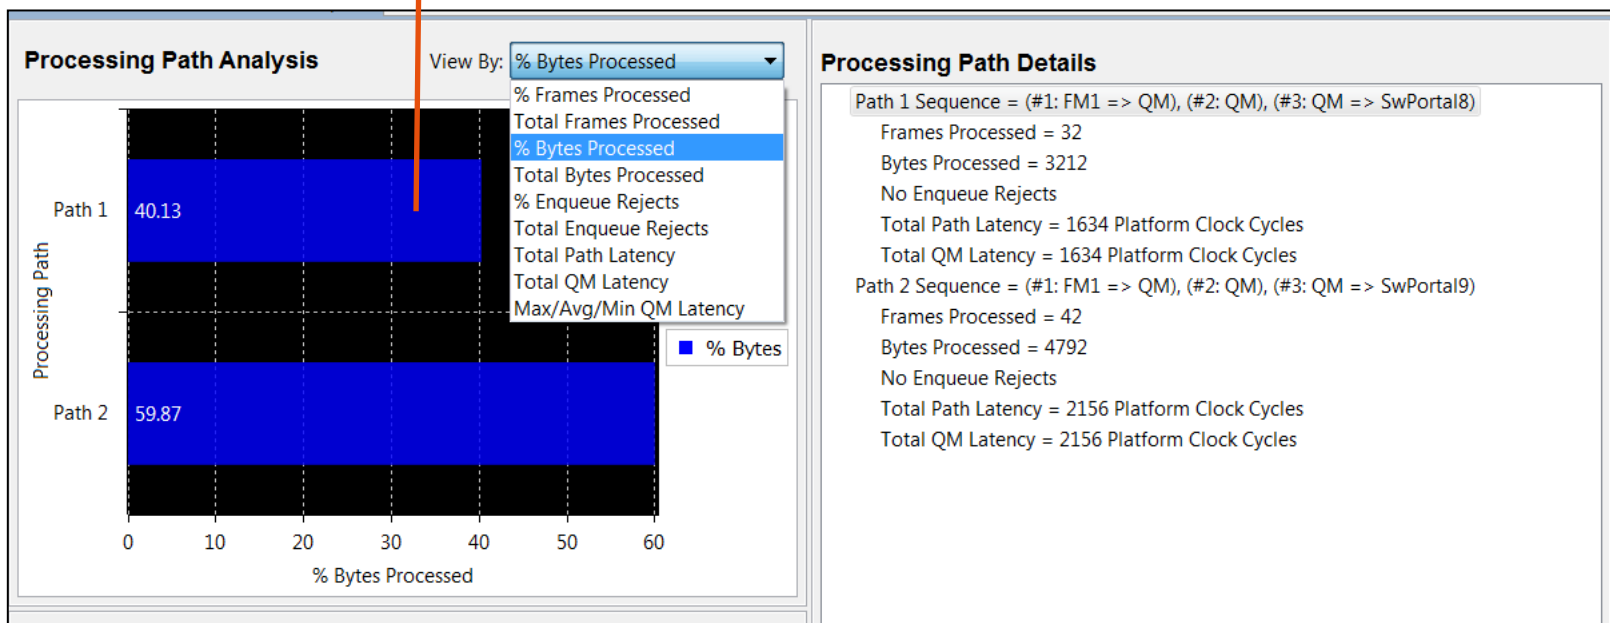 Processing Path Analysis
View By: % Bytes Processed
% Frames Processed
Total Frames Processed
% Bytes Processed
Total Bytes Processed
% Enqueue Rejects
Total Enqueue Rejects
Total Path Latency
Total QM Latency
Max/Avg/Min QM Latency
% Bytes
Processing Path
Path 1
40.13
Path 2
59.87
0 10 20 30 40 50 60
% Bytes Processed
Processing Path Details
Path 1 Sequence = (#1: FM1 => QM), (#2: QM), (#3: QM => SwPortal8)
Frames Processed = 32
Bytes Processed = 3212
No Enqueue Rejects
Total Path Latency = 1634 Platform Clock Cycles
Total QM Latency = 1634 Platform Clock Cycles
Path 2 Sequence = (#1: FM1 => QM), (#2: QM), (#3: QM => SwPortal9)
Frames Processed = 42
Bytes Processed = 4792
No Enqueue Rejects
Total Path Latency = 2156 Platform Clock Cycles
Total QM Latency = 2156 Platform Clock Cycles